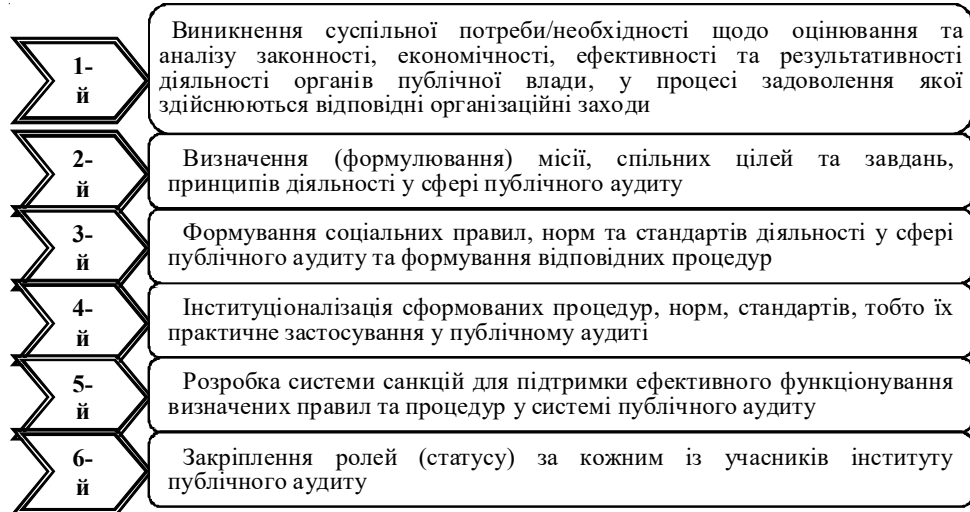 1-
й
Виникнення суспільної потреби/необхідності щодо оцінювання та
аналізу законності, економічності, ефективності та результативності
діяльності органів публічної влади, у процесі задоволення якої
здійснюються відповідні організаційні заходи
2-
й
Визначення (формулювання) місії, спільних цілей та завдань,
принципів діяльності у сфері публічного аудиту
3-
й
Формування соціальних правил, норм та стандартів діяльності у сфері
публічного аудиту та формування відповідних процедур
4-
й
Інституціоналізація сформованих процедур, норм, стандартів, тобто їх
практичне застосування у публічному аудиті
5-
й
Розробка системи санкцій для підтримки ефективного функціонування
визначених правил та процедур у системі публічного аудиту
6-
й
Закріплення ролей (статусу) за кожним із учасників інституту
публічного аудиту